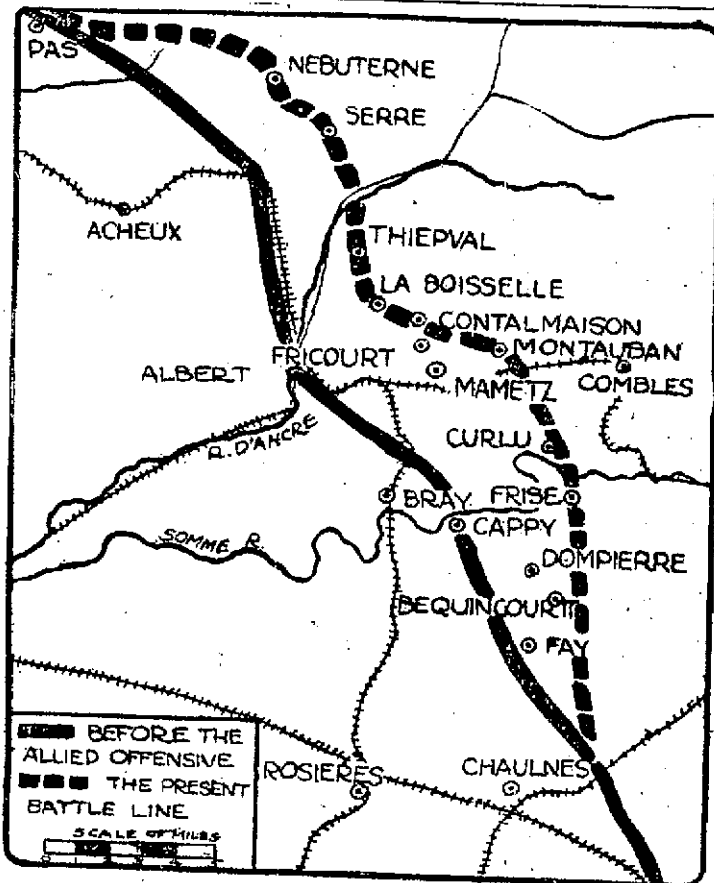 PAS
NEBUTERNE
SERRE
ACHEUX
THIEPVAL
LA BOISSELLE
CONTALMAISON
FRICOURT
MONTAUBAN
ALBERT
MAMETZ
COMBLES
R. D'ANCRE
CURLU
BRAY
FRISE
CAPPY
SOMME R.
DOMPIERRE
BEQUINCOURT
FAY
BEFORE THE
ALLIED OFFENSIVE
THE PRESENT
BATTLE LINE
SCALE OF MILES
ROSIERES
CHAULNES